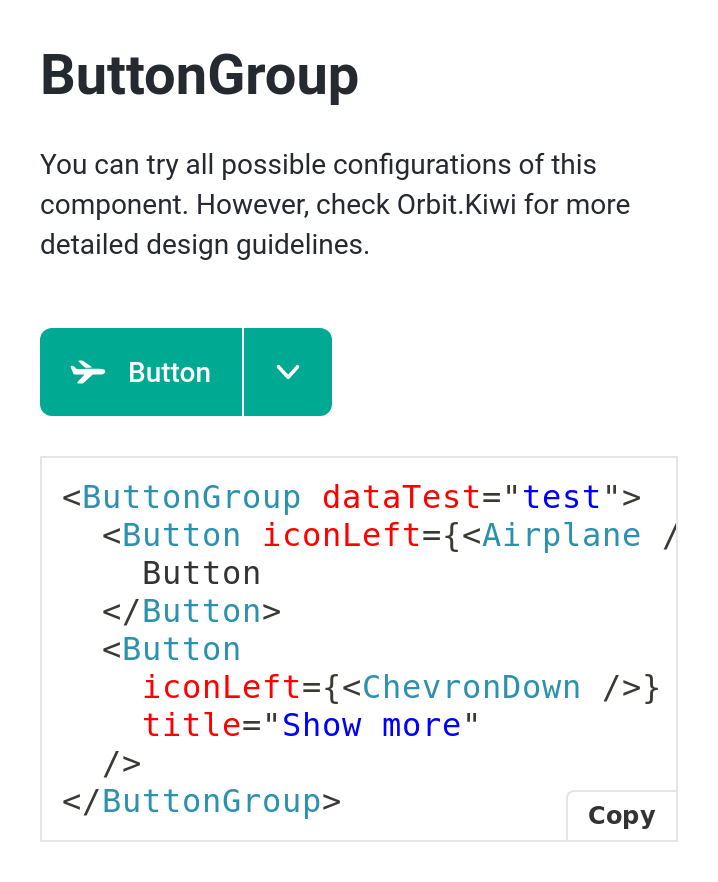 ButtonGroup
You can try all possible configurations of this
component. However, check Orbit.Kiwi for more
detailed design guidelines.
Button
<ButtonGroup dataTest="test">
  <Button iconLeft={<Airplane /
    Button
  </Button>
  <Button
    iconLeft={<ChevronDown />}
    title="Show more"
  />
</ButtonGroup>
Copy